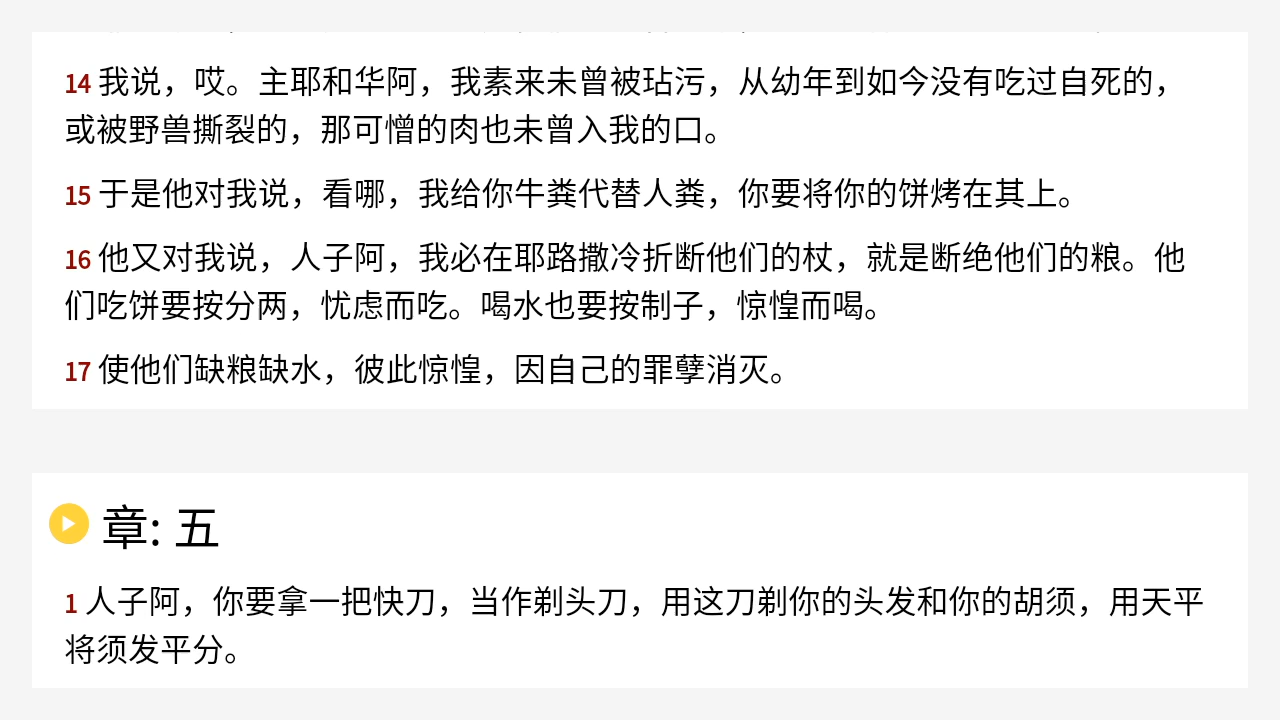 14 我说，哎。主耶和华阿，我素来未曾被玷污，从幼年到如今没有吃过自死的，
或被野兽撕裂的，那可憎的肉也未曾入我的口。
15 于是他对我说，看哪，我给你牛粪代替人粪，你要将你的饼烤在其上。
16 他又对我说，人子阿，我必在耶路撒冷折断他们的杖，就是断绝他们的粮。他
们吃饼要按分两，忧虑而吃。喝水也要按制子，惊惶而喝。
17 使他们缺粮缺水，彼此惊惶，因自己的罪孽消灭。
章: 五
1 人子阿，你要拿一把快刀，当作剃头刀，用这刀剃你的头发和你的胡须，用天平
将须发平分。